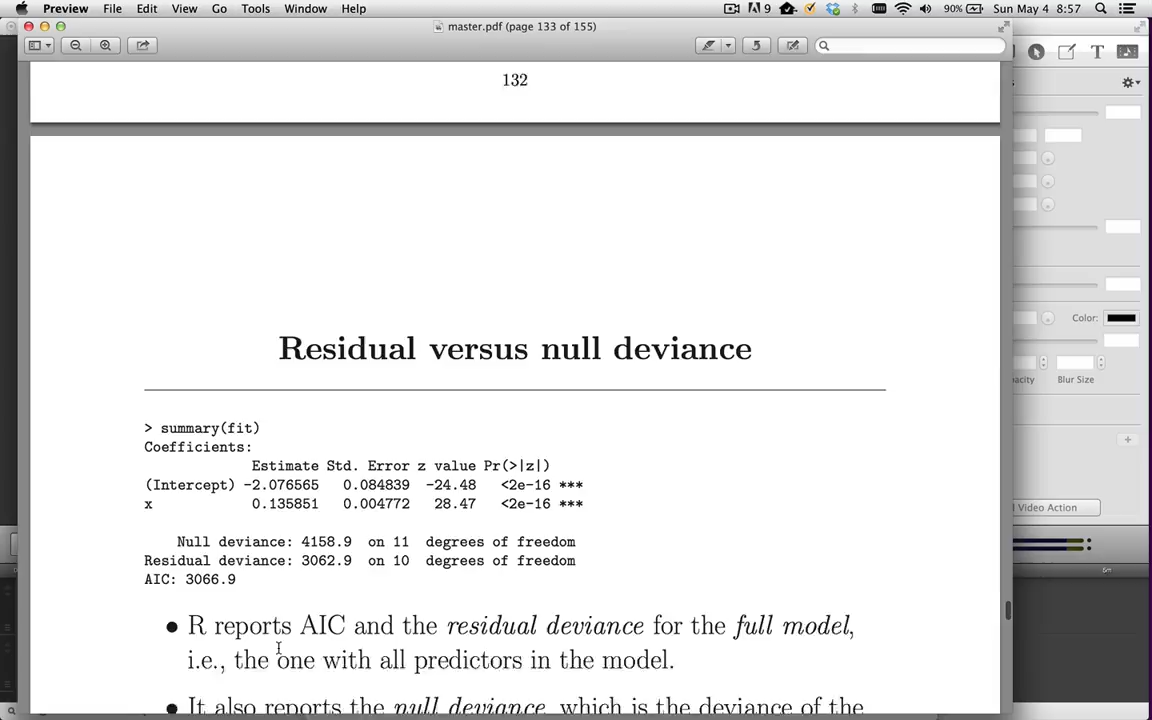 Preview File Edit View Go Tools Window Help
9 90% Sun May 4 8:57
master.pdf (page 133 of 155)
T
132
Residual versus null deviance
> summary(fit)
Coefficients:
Estimate Std. Error z value Pr(>|z|)
(Intercept) -2.076565 0.084839 -24.48 <2e-16 ***
x 0.135851 0.004772 28.47 <2e-16 ***
Null deviance: 4158.9 on 11 degrees of freedom
Residual deviance: 3062.9 on 10 degrees of freedom
AIC: 3066.9
• R reports AIC and the residual deviance for the full model,
i.e., the one with all predictors in the model.
• It also reports the null deviance, which is the deviance of the
Color:
Blur Size
Video Action